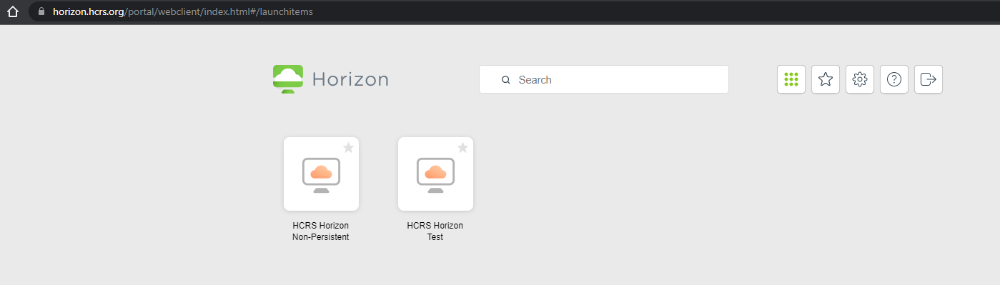 horizon.hcrs.org/portal/webclient/index.html#/launchitems
Horizon
Search
HCRS Horizon
Non-Persistent
HCRS Horizon
Test